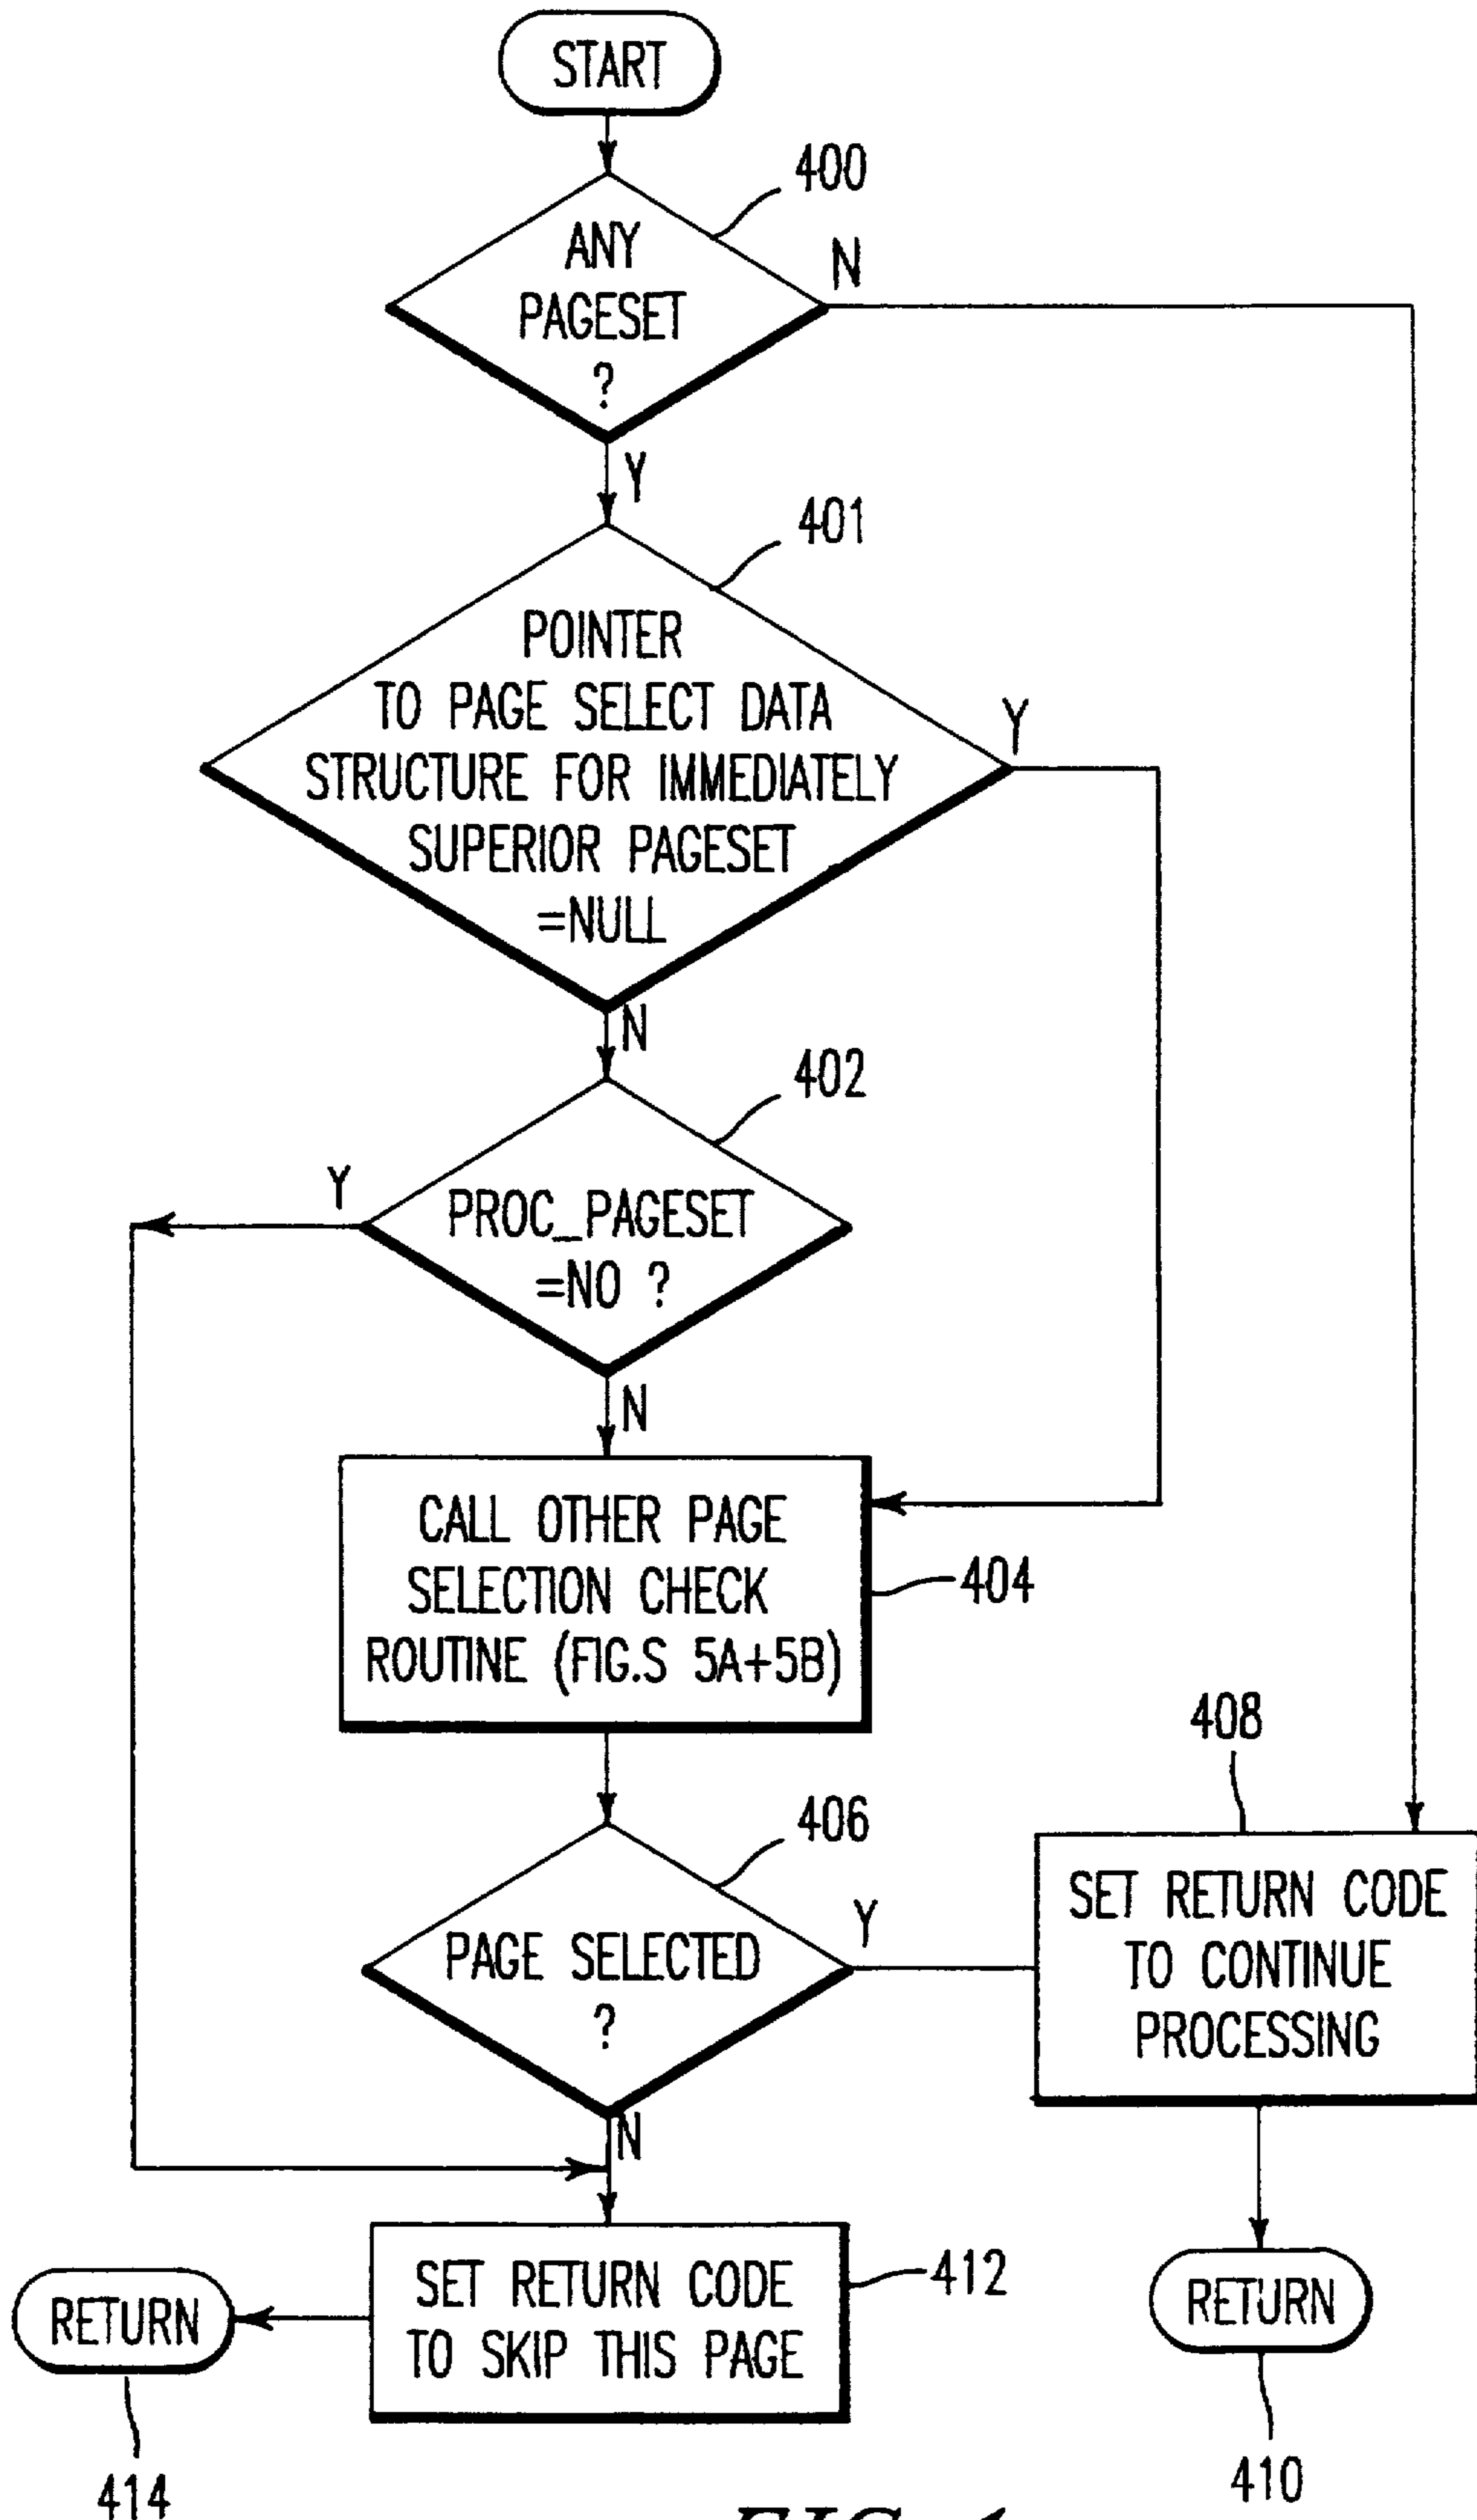 START
400
ANY
PAGESET
?
N
Y
401
POINTER
TO PAGE SELECT DATA
STRUCTURE FOR IMMEDIATELY
SUPERIOR PAGESET
=NULL
Y
N
402
Y
PROC_PAGESET
=NO ?
N
CALL OTHER PAGE
SELECTION CHECK
ROUTINE (FIG.S 5A+5B)
404
406
PAGE SELECTED
?
Y
N
408
SET RETURN CODE
TO CONTINUE
PROCESSING
SET RETURN CODE
TO SKIP THIS PAGE
412
RETURN
414
RETURN
410